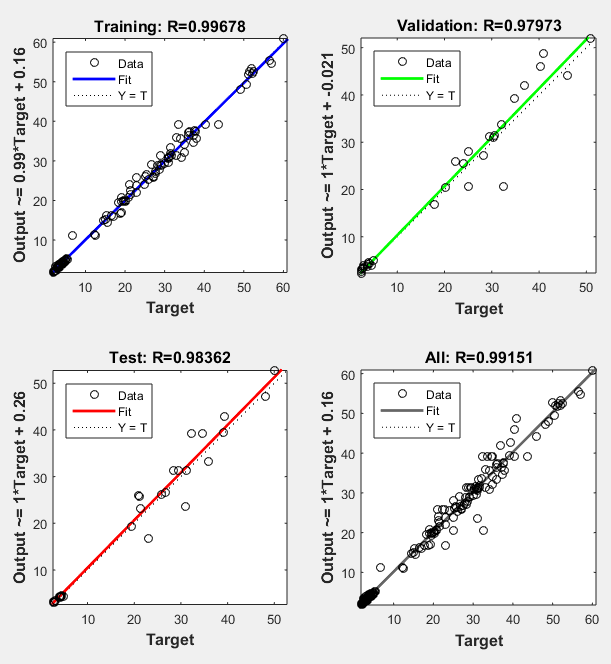 Training: R=0.99678
Output ~= 0.99*Target + 0.16
60
50
40
30
20
10
Data
Fit
Y = T
10 20 30 40 50 60
Target
Validation: R=0.97973
Output ~= 1*Target + -0.021
50
40
30
20
10
Data
Fit
Y = T
10 20 30 40 50
Target
Test: R=0.98362
Output ~= 1*Target + 0.26
50
40
30
20
10
Data
Fit
Y = T
10 20 30 40 50
Target
All: R=0.99151
Output ~= 1*Target + 0.16
60
50
40
30
20
10
Data
Fit
Y = T
10 20 30 40 50 60
Target